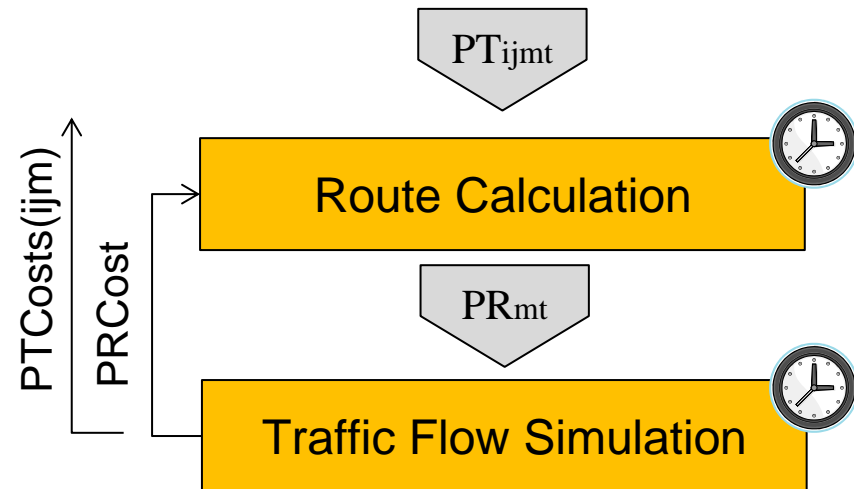 PTijmt
Route Calculation
PTCosts(ijm)
PRCost
PRmt
Traffic Flow Simulation